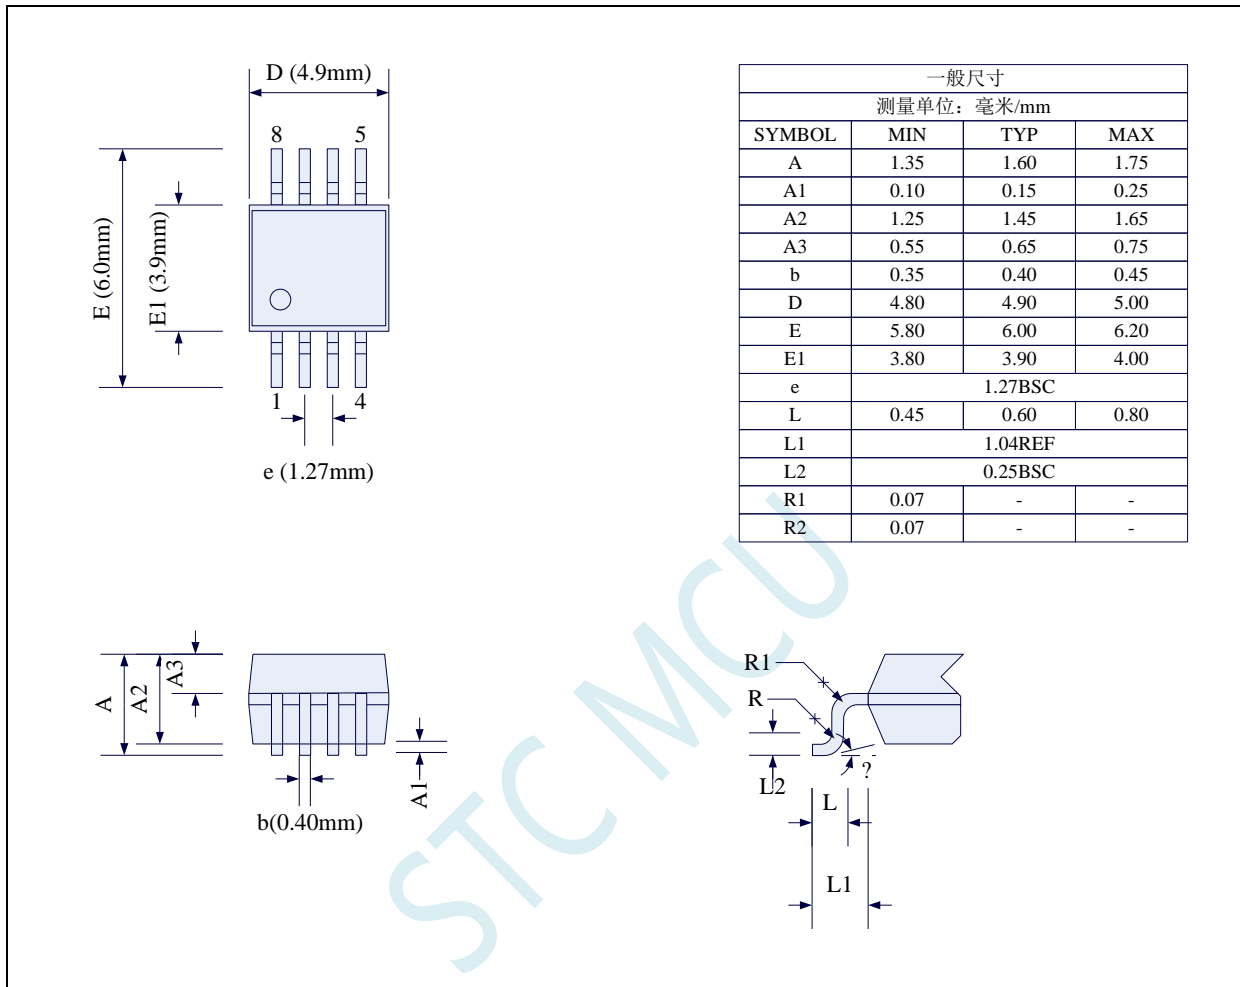 D (4.9mm)
8 5
E (6.0mm)
E1 (3.9mm)
1 4
e (1.27mm)
一般尺寸
测量单位：毫米/mm
SYMBOL MIN TYP MAX
A 1.35 1.60 1.75
A1 0.10 0.15 0.25
A2 1.25 1.45 1.65
A3 0.55 0.65 0.75
b 0.35 0.40 0.45
D 4.80 4.90 5.00
E 5.80 6.00 6.20
E1 3.80 3.90 4.00
e 1.27BSC
L 0.45 0.60 0.80
L1 1.04REF
L2 0.25BSC
R1 0.07 - -
R2 0.07 - -
A
A2
A3
A1
b(0.40mm)
R1
R
L2
L
?
L1
STC MCU